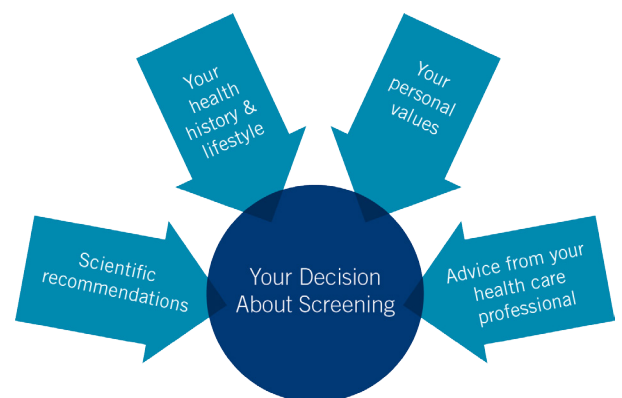 Your
health
history &
lifestyle
Your
personal
values
Scientific
recommendations
Your Decision
About Screening
Advice from your
health care
professional